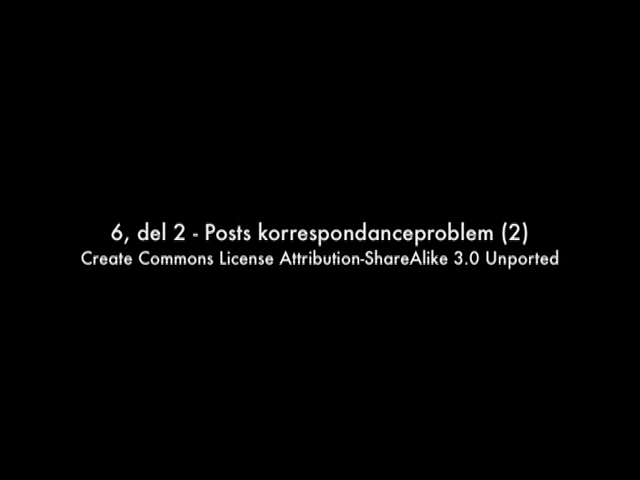 6, del 2 - Posts korrespondanceproblem (2)
Create Commons License Attribution-ShareAlike 3.0 Unported